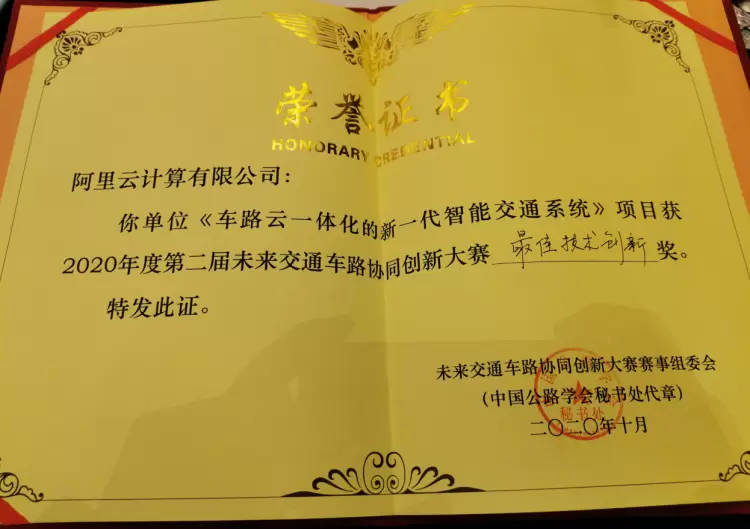 荣誉证书
HONORARY CREDENTIAL
阿里云计算有限公司：
你单位《车路云一体化的新一代智能交通系统》项目获
2020年度第二届未来交通车路协同创新大赛 最佳技术创新 奖。
特发此证。
未来交通车路协同创新大赛赛事组委会
（中国公路学会秘书处代章）
秘书处
二〇二〇年十月